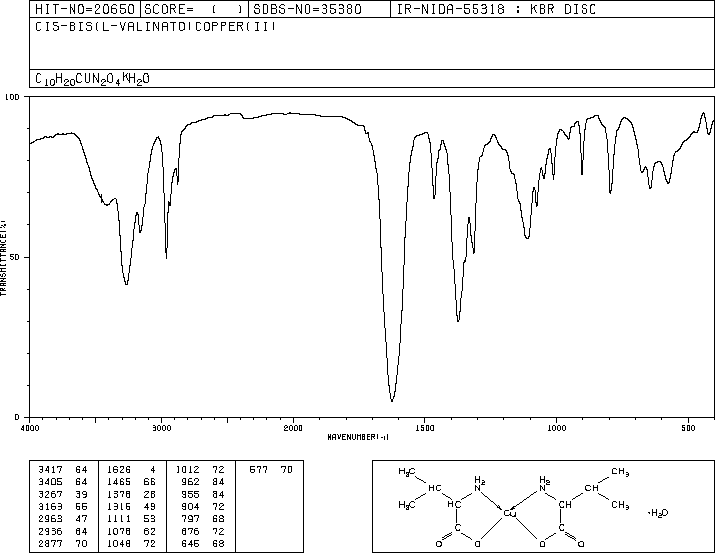 HIT-NO=20650 SCORE= ( ) SDBS-NO=35380 IR-NIDA-55318 : KBR DISC
CIS-BIS(L-VALINATO)COPPER(II)
C10H20CUN2O4KH2O
100
50
0
TRANSMITTANCE(%)
4000 3000 2000 1500 1000 500
WAVENUMBER(-1)
3417 64 1626 4 1012 72 577 70
3405 64 1465 66 962 84
3267 39 1378 28 955 84
3163 55 1316 49 904 72
2963 47 1111 53 797 68
2936 64 1078 62 676 72
2877 70 1048 72 645 68
H3C H2 H2 CH3
HC N N CH
H3C HC CH CH3
Cu ·H2O
C C
O O O O